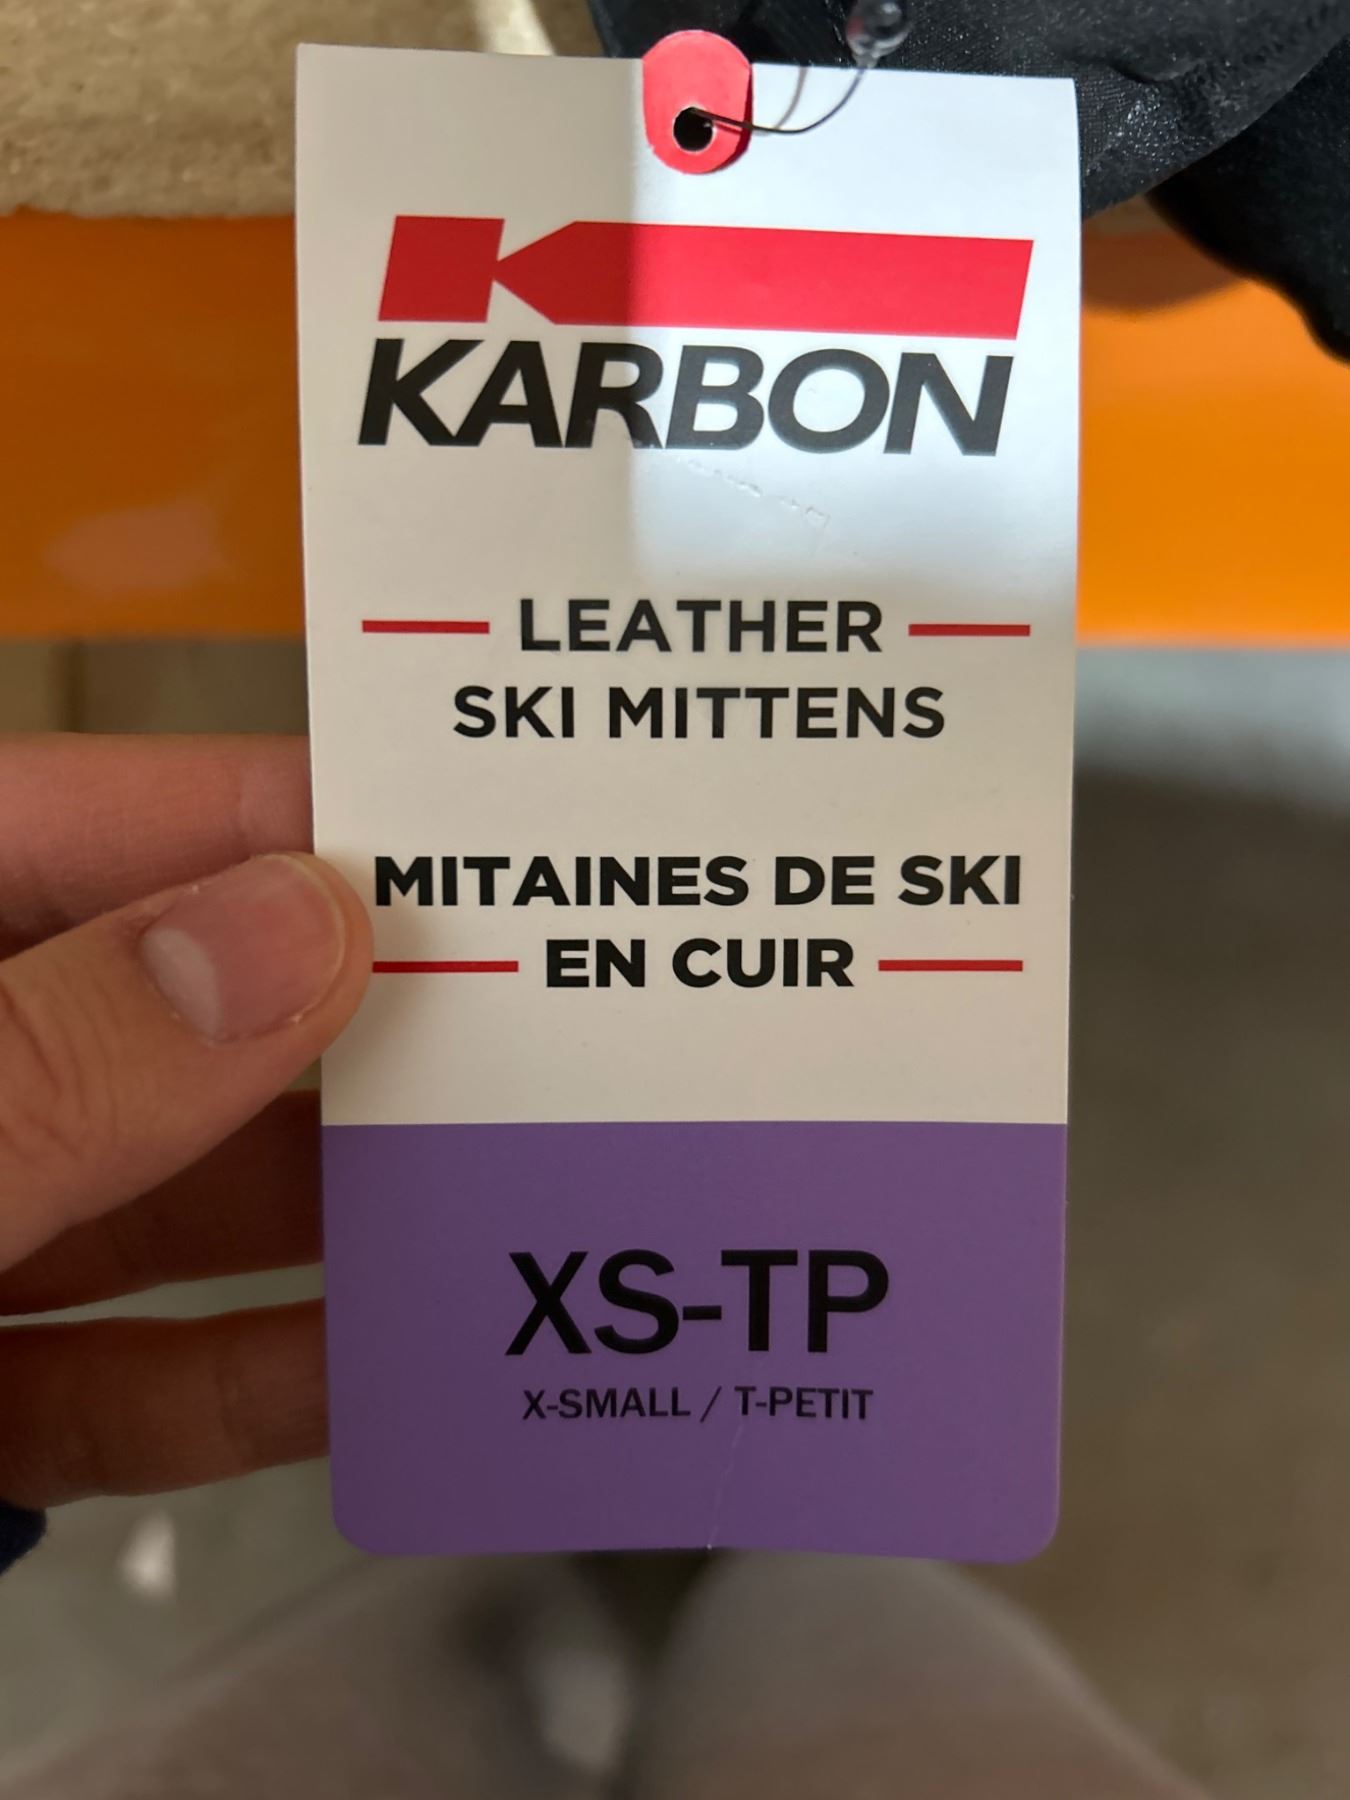 KARBON
LEATHER
SKI MITTENS
MITAINES DE SKI
EN CUIR
XS-TP
X-SMALL / T-PETIT